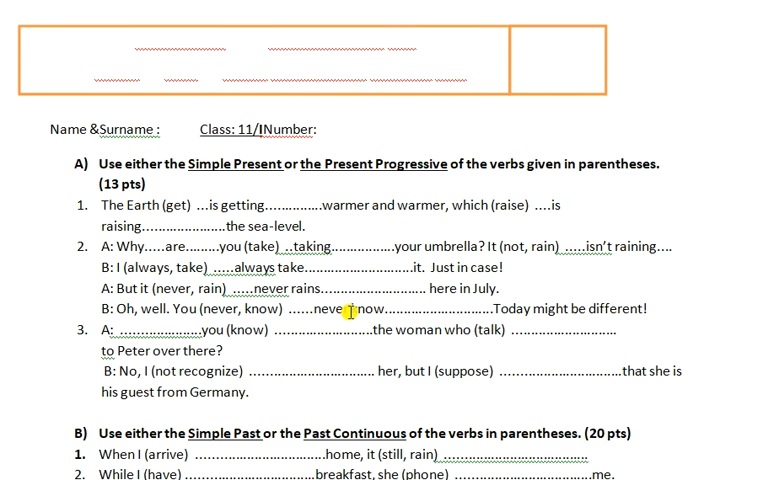 Name &Surname : Class: 11/INumber:
A) Use either the Simple Present or the Present Progressive of the verbs given in parentheses.
(13 pts)
1. The Earth (get) ...is getting...............warmer and warmer, which (raise) ....is
raising......................the sea-level.
2. A: Why.....are.........you (take) ..taking.................your umbrella? It (not, rain) .....isn't raining....
B: I (always, take) .....always take.............................it. Just in case!
A: But it (never, rain) .....never rains............................ here in July.
B: Oh, well. You (never, know) ......never know.............................Today might be different!
3. A: ......................you (know) ..........................the woman who (talk) ............................
to Peter over there?
B: No, I (not recognize) ................................. her, but I (suppose) ................................that she is
his guest from Germany.
B) Use either the Simple Past or the Past Continuous of the verbs in parentheses. (20 pts)
1. When I (arrive) ..................................home, it (still, rain) ......................................
2. While I (have) ..................................breakfast, she (phone) ....................................me.